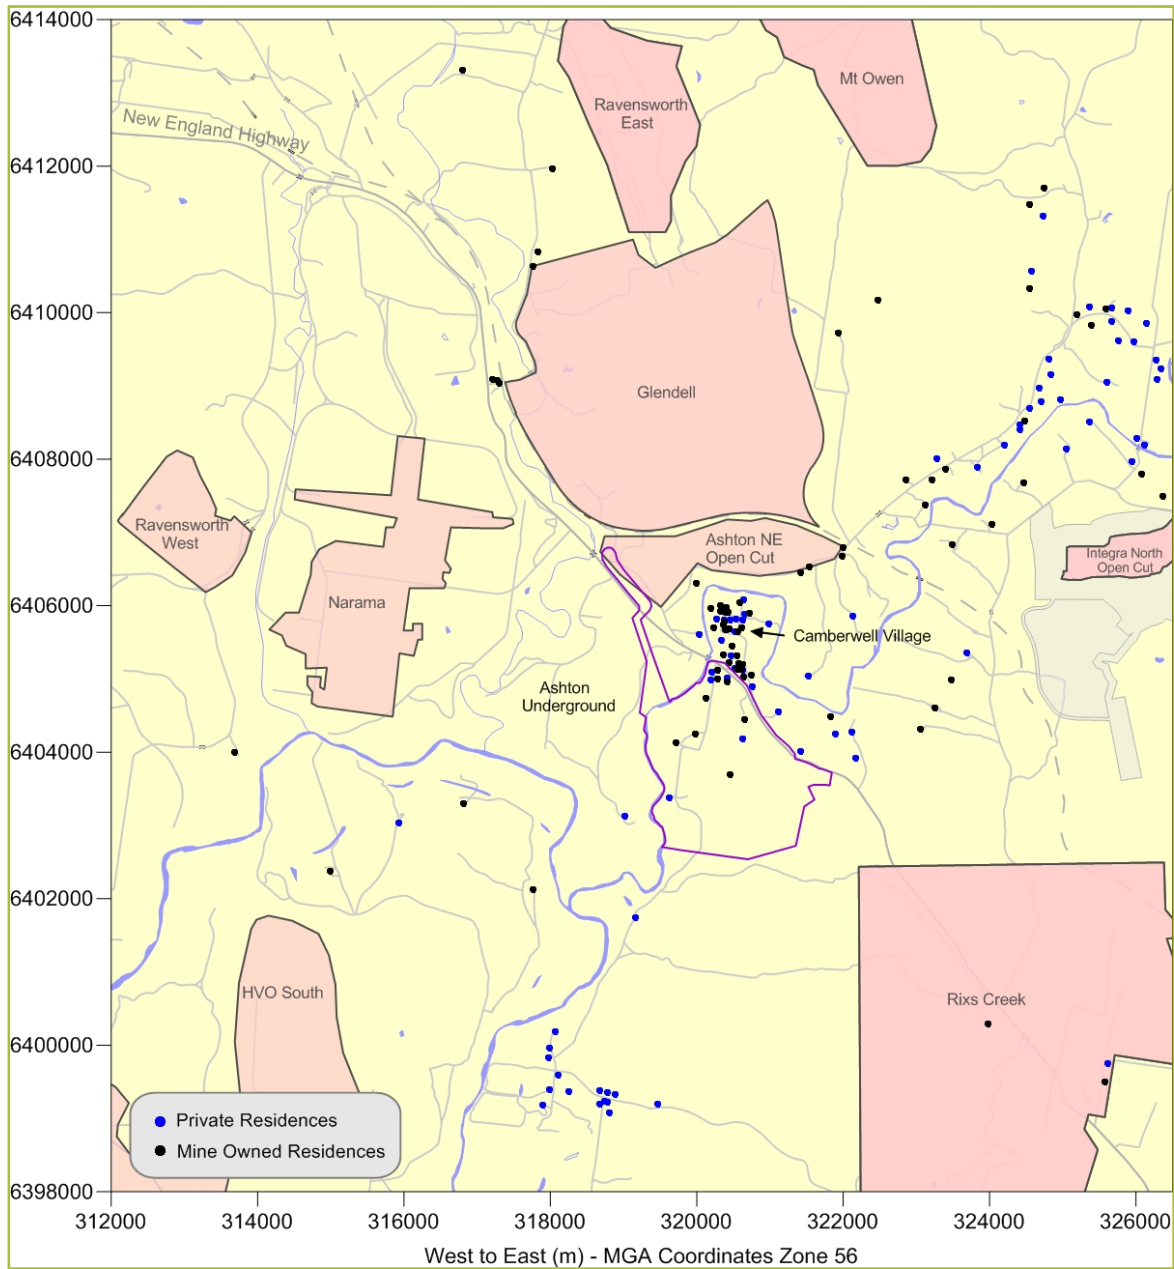 6414000
Mt Owen
Ravensworth
East
New England Highway
6412000
6410000
Glendell
6408000
Ravensworth
West
Ashton NE
Open Cut
Integra North
Open Cut
Narama
6406000
Camberwell Village
Ashton
Underground
6404000
6402000
HVO South
Rixs Creek
6400000
Private Residences
Mine Owned Residences
6398000
312000 314000 316000 318000 320000 322000 324000 326000
West to East (m) - MGA Coordinates Zone 56